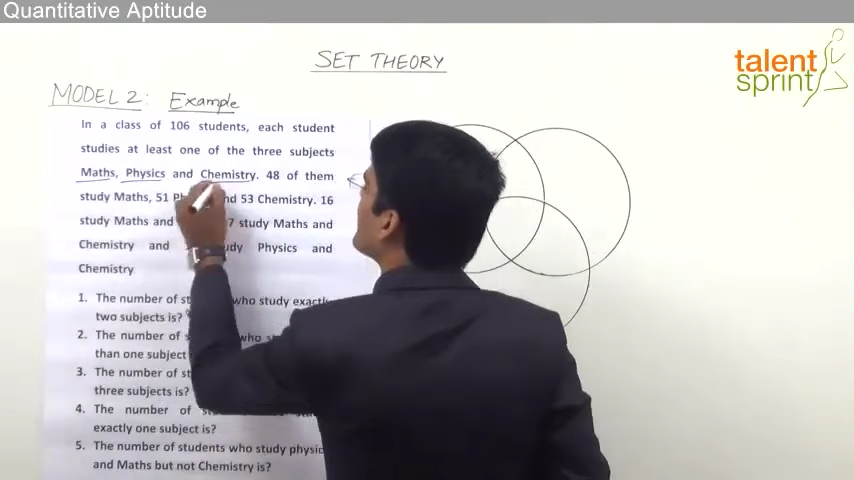 Quantitative Aptitude
SET THEORY
talent
sprint
MODEL 2: Example
In a class of 106 students, each student
studies at least one of the three subjects
Maths, Physics and Chemistry. 48 of them
study Maths, 51 and 53 Chemistry. 16
study Maths and 7 study Maths and
Chemistry and study Physics and
Chemistry
1. The number of who study exactly
two subjects is?
2. The number of who
than one subject
3. The number of
three subjects is?
4. The number of
exactly one subject is?
5. The number of students who study physics
and Maths but not Chemistry is?